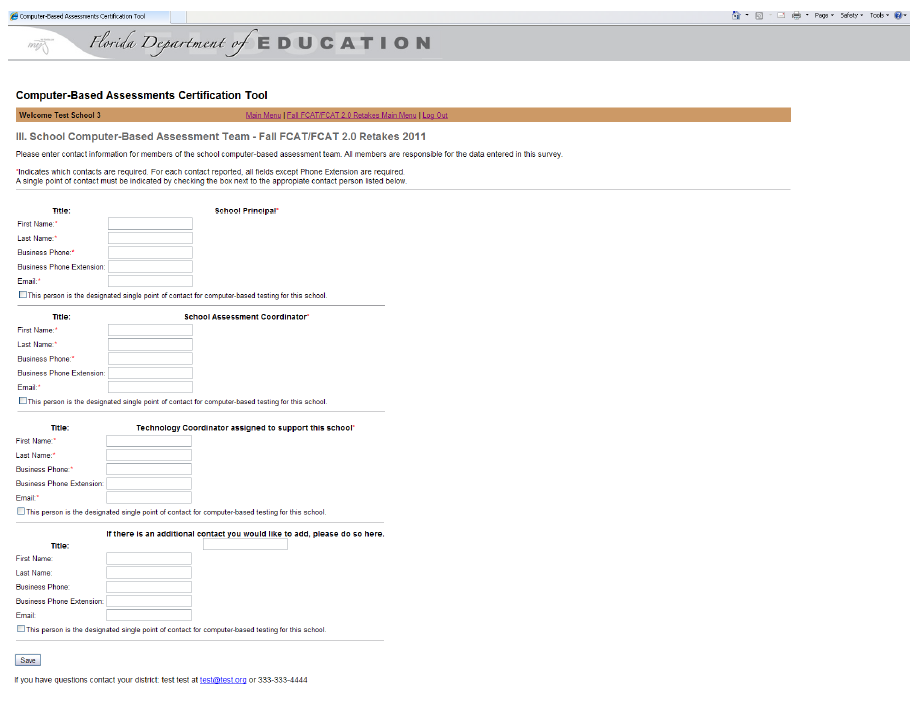 Computer-Based Assessments Certification Tool
Page Safety Tools
Florida Department of EDUCATION
Computer-Based Assessments Certification Tool
Welcome Test School 3 Main Menu | Fall FCAT/FCAT 2.0 Retakes Main Menu | Log Out
III. School Computer-Based Assessment Team - Fall FCAT/FCAT 2.0 Retakes 2011
Please enter contact information for members of the school computer-based assessment team. All members are responsible for the data entered in this survey.
*Indicates which contacts are required. For each contact reported, all fields except Phone Extension are required.
A single point of contact must be indicated by checking the box next to the appropiate contact person listed below.
Title: School Principal*
First Name:*
Last Name:*
Business Phone:*
Business Phone Extension:
Email:*
This person is the designated single point of contact for computer-based testing for this school.
Title: School Assessment Coordinator*
First Name:*
Last Name:*
Business Phone:*
Business Phone Extension:
Email:*
This person is the designated single point of contact for computer-based testing for this school.
Title: Technology Coordinator assigned to support this school*
First Name:*
Last Name:*
Business Phone:*
Business Phone Extension:
Email:*
This person is the designated single point of contact for computer-based testing for this school.
If there is an additional contact you would like to add, please do so here.
Title:
First Name:
Last Name:
Business Phone:
Business Phone Extension:
Email:
This person is the designated single point of contact for computer-based testing for this school.
Save
If you have questions contact your district: test test at test@test.org or 333-333-4444